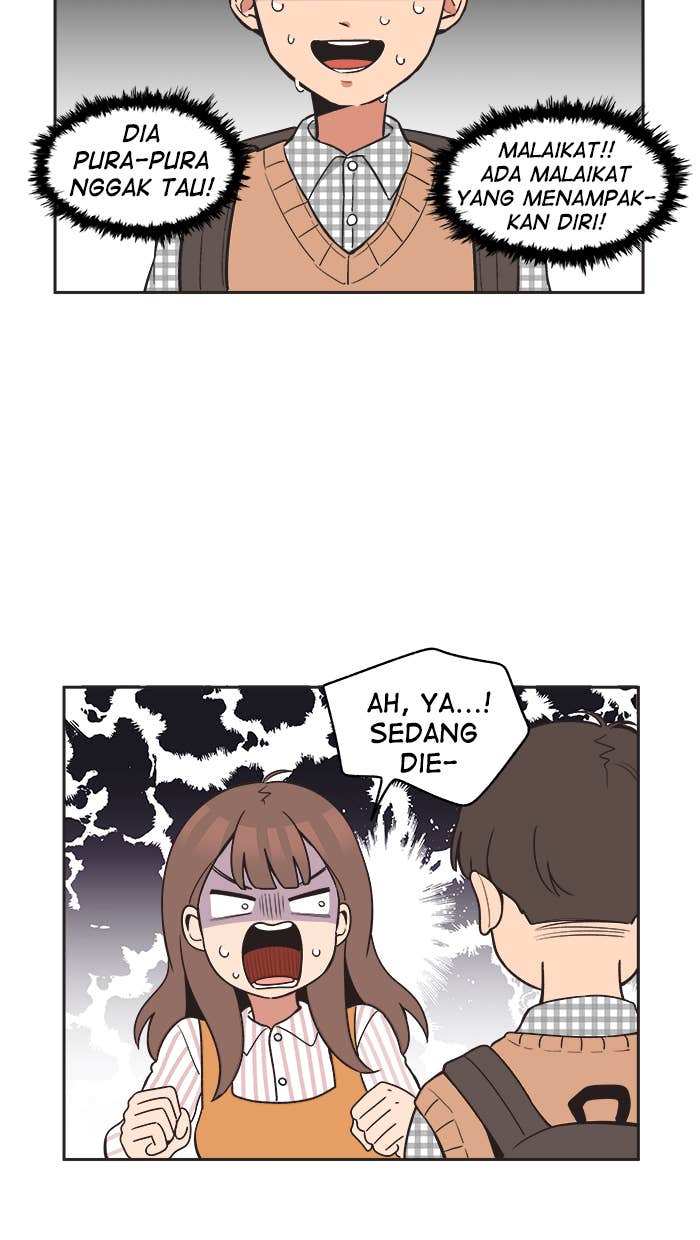 DIA
PURA-PURA
NGGAK TAU!
MALAIKAT!!
ADA MALAIKAT
YANG MENAMPAK-
KAN DIRI!
AH, YA...!
SEDANG
DIE-